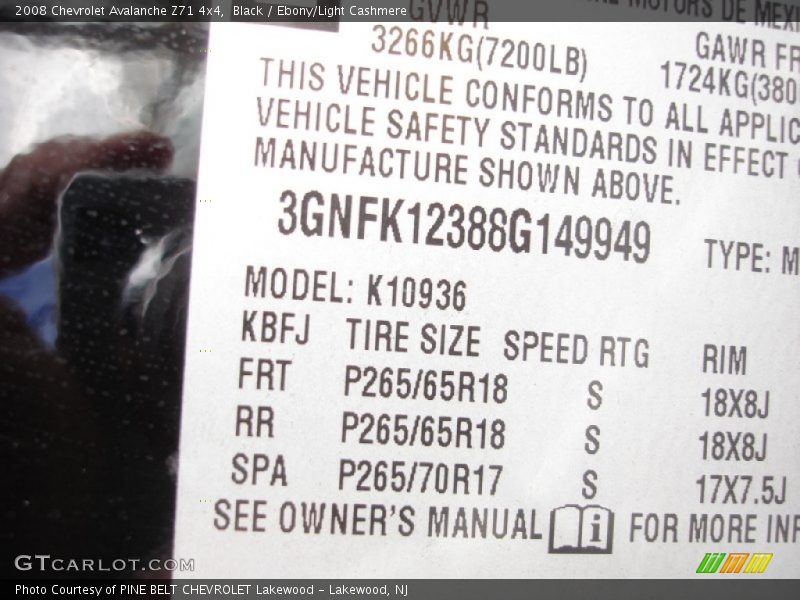 2008 Chevrolet Avalanche Z71 4x4, Black / Ebony/Light Cashmere
GVWR
MOTORS DE MEXI
3266KG(7200LB)
GAWR FR
1724KG(380
THIS VEHICLE CONFORMS TO ALL APPLIC
VEHICLE SAFETY STANDARDS IN EFFECT
MANUFACTURE SHOWN ABOVE.
3GNFK12388G149949
TYPE: M
MODEL: K10936
KBFJ TIRE SIZE SPEED RTG RIM
FRT P265/65R18 S 18X8J
RR P265/65R18 S 18X8J
SPA P265/70R17 S 17X7.5J
SEE OWNER'S MANUAL i FOR MORE INF
GTCARLOT.COM
Photo Courtesy of PINE BELT CHEVROLET Lakewood - Lakewood, NJ